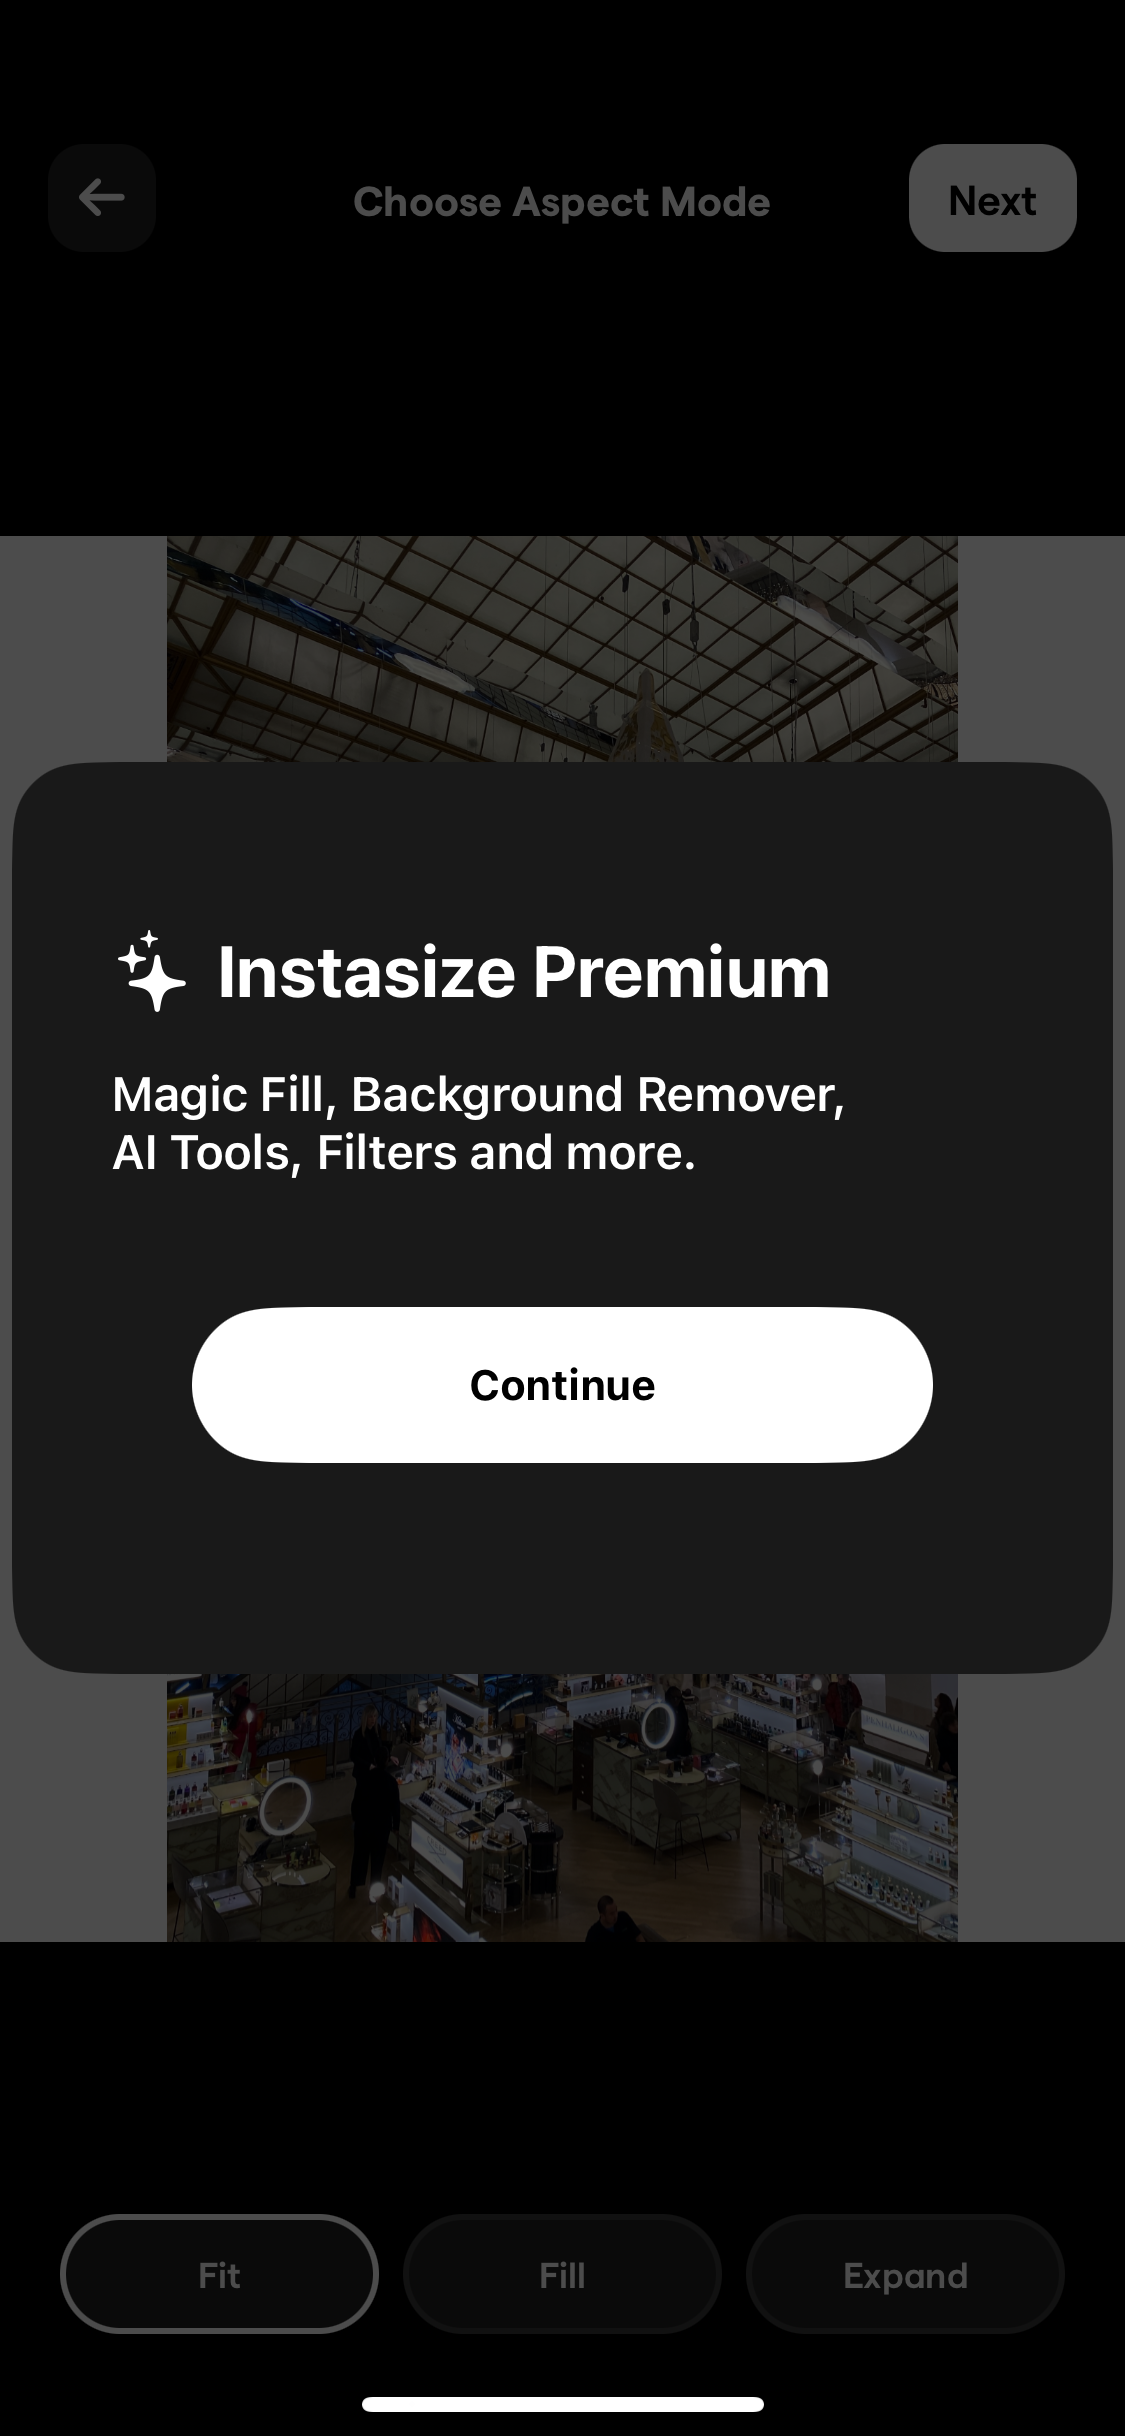 Choose Aspect Mode
Next
Instasize Premium
Magic Fill, Background Remover,
AI Tools, Filters and more.
Continue
Fit
Fill
Expand